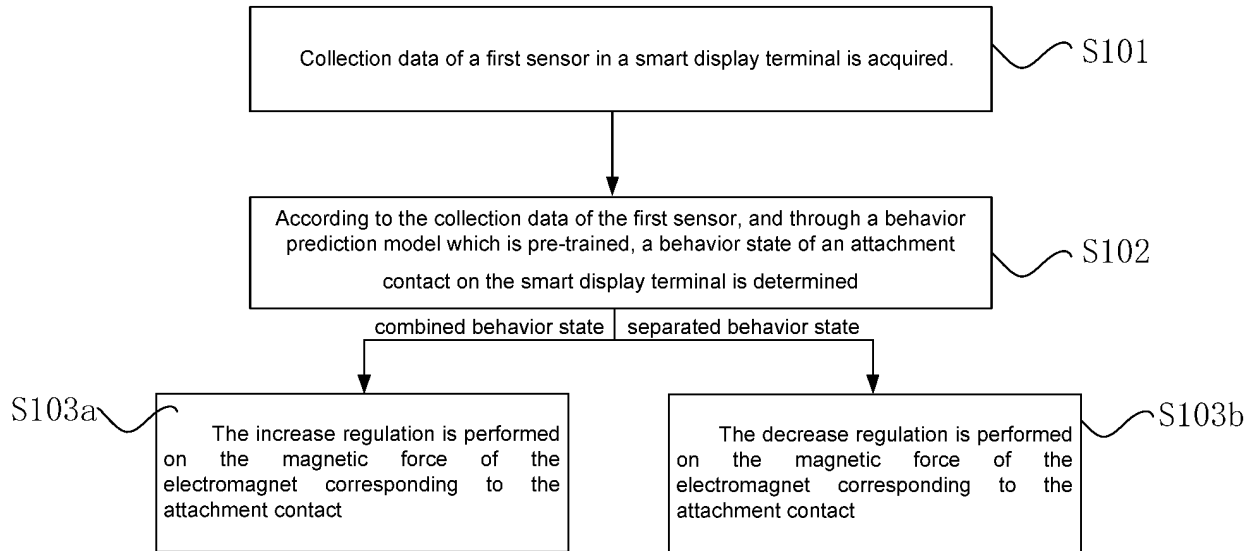 Collection data of a first sensor in a smart display terminal is acquired.
S101
According to the collection data of the first sensor, and through a behavior
prediction model which is pre-trained, a behavior state of an attachment
contact on the smart display terminal is determined
S102
combined behavior state
separated behavior state
S103a
The increase regulation is performed
on the magnetic force of the
electromagnet corresponding to the
attachment contact
The decrease regulation is performed
on the magnetic force of the
electromagnet corresponding to the
attachment contact
S103b